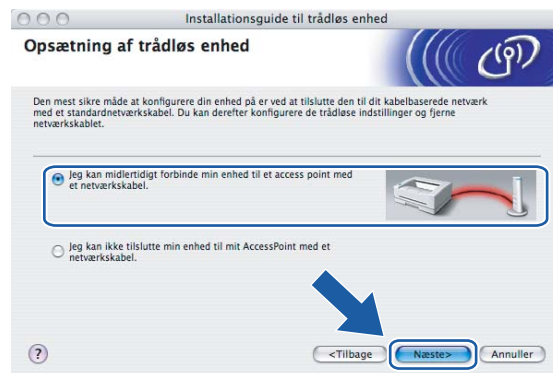 Installationsguide til trådløs enhed
Opsætning af trådløs enhed
Den mest sikre måde at konfigurere din enhed på er ved at tilslutte den til dit kabelbaserede netværk
med et standardnetværkskabel. Du kan derefter konfigurere de trådløse indstillinger og fjerne
netværkskablet.
Jeg kan midlertidigt forbinde min enhed til et access point med
et netværkskabel.
Jeg kan ikke tilslutte min enhed til mit AccessPoint med et
netværkskabel.
?
<Tilbage
Næste>
Annuller